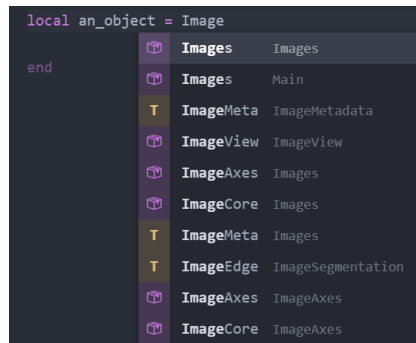 local an_object = Image
Images Images
end
Images Main
T ImageMeta ImageMetadata
ImageView ImageView
ImageAxes Images
ImageCore Images
T ImageMeta Images
T ImageEdge ImageSegmentation
ImageAxes ImageAxes
ImageCore ImageAxes